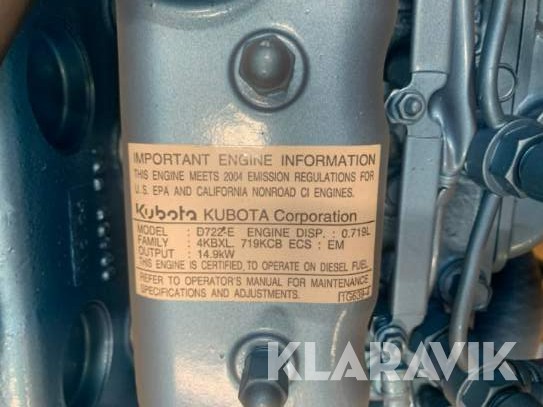 IMPORTANT ENGINE INFORMATION
THIS ENGINE MEETS 2004 EMISSION REGULATIONS FOR
U.S. EPA AND CALIFORNIA NONROAD CI ENGINES.
Kubota KUBOTA Corporation
MODEL : D722-E ENGINE DISP. : 0.719L
FAMILY : 4KBXL. 719KCB ECS : EM
OUTPUT : 14.9kW
THIS ENGINE IS CERTIFIED, TO OPERATE ON DIESEL FUEL
REFER TO OPERATOR'S MANUAL FOR MAINTENANCE
SPECIFICATIONS AND ADJUSTMENTS.
KLARAVIK